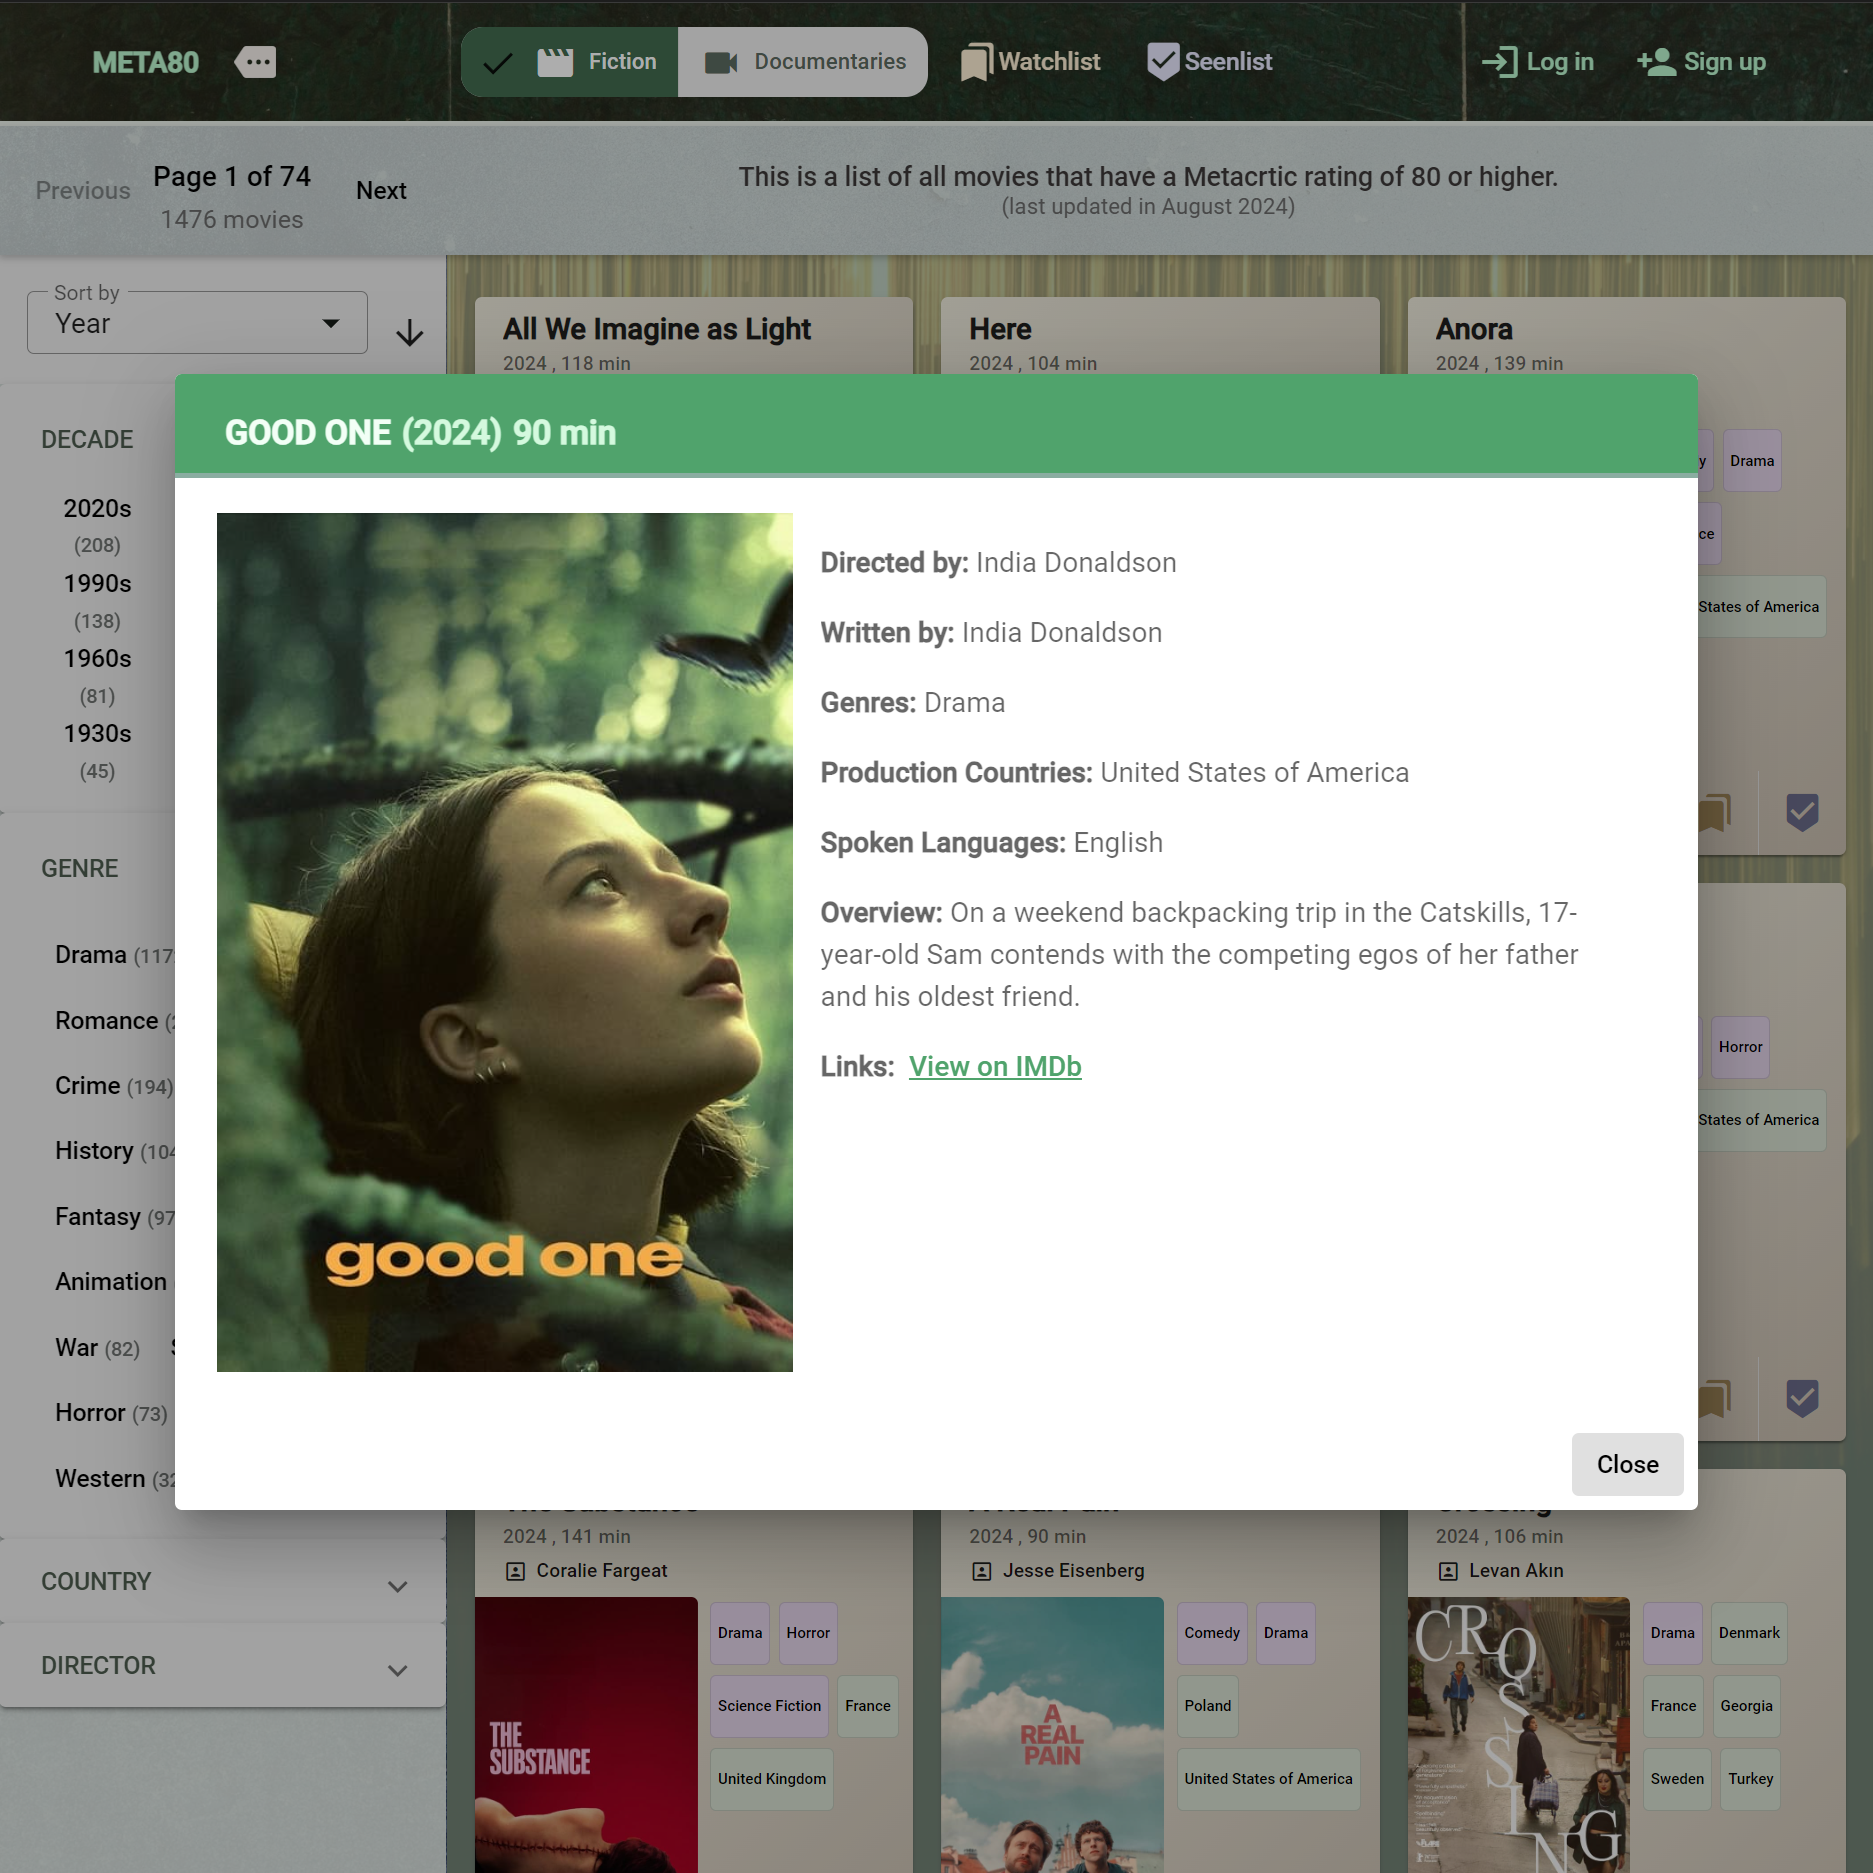 META80
Fiction
Documentaries
Watchlist
Seenlist
Log in
Sign up
Previous
Page 1 of 74
1476 movies
Next
This is a list of all movies that have a Metacrtic rating of 80 or higher.
(last updated in August 2024)
Sort by
Year
All We Imagine as Light
2024 , 118 min
Here
2024 , 104 min
Anora
2024 , 139 min
DECADE
2020s
(208)
1990s
(138)
1960s
(81)
1930s
(45)
GENRE
Drama (117
Romance
Crime (194)
History (104
Fantasy (97
Animation
War (82)
Horror (73)
Western (32
COUNTRY
DIRECTOR
GOOD ONE (2024) 90 min
good one
Directed by: India Donaldson
Written by: India Donaldson
Genres: Drama
Production Countries: United States of America
Spoken Languages: English
Overview: On a weekend backpacking trip in the Catskills, 17-
year-old Sam contends with the competing egos of her father
and his oldest friend.
Links: View on IMDb
Close
y
Drama
ce
States of America
Horror
States of America
The Substance
2024 , 141 min
Coralie Fargeat
THE
SUBSTANCE
Drama
Horror
Science Fiction
France
United Kingdom
A Real Pain
2024 , 90 min
Jesse Eisenberg
A
REAL
PAIN
Comedy
Drama
Poland
United States of America
Crossing
2024 , 106 min
Levan Akın
CROSSING
Drama
Denmark
France
Georgia
Sweden
Turkey